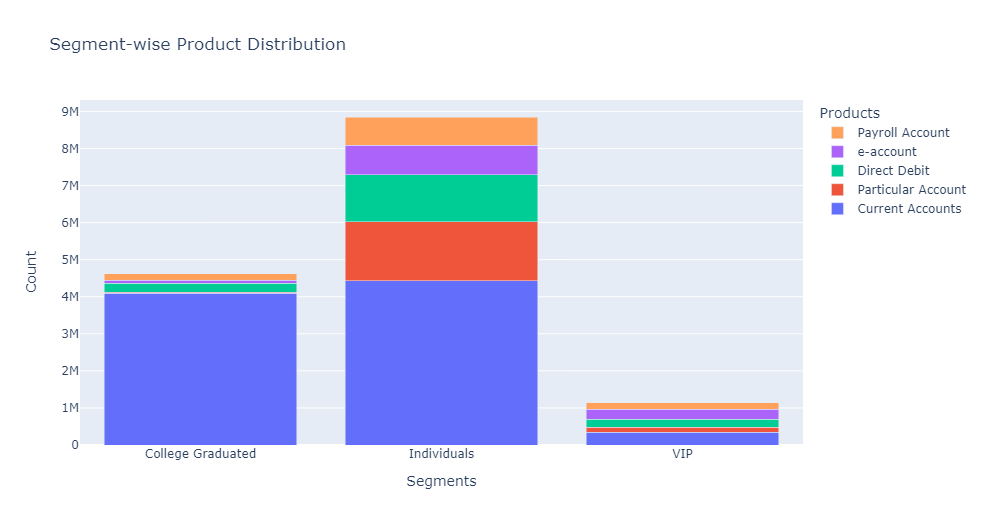 Segment-wise Product Distribution
Products
Payroll Account
e-account
Direct Debit
Particular Account
Current Accounts
9M
8M
7M
6M
5M
4M
3M
2M
1M
0
Count
College Graduated
Individuals
VIP
Segments